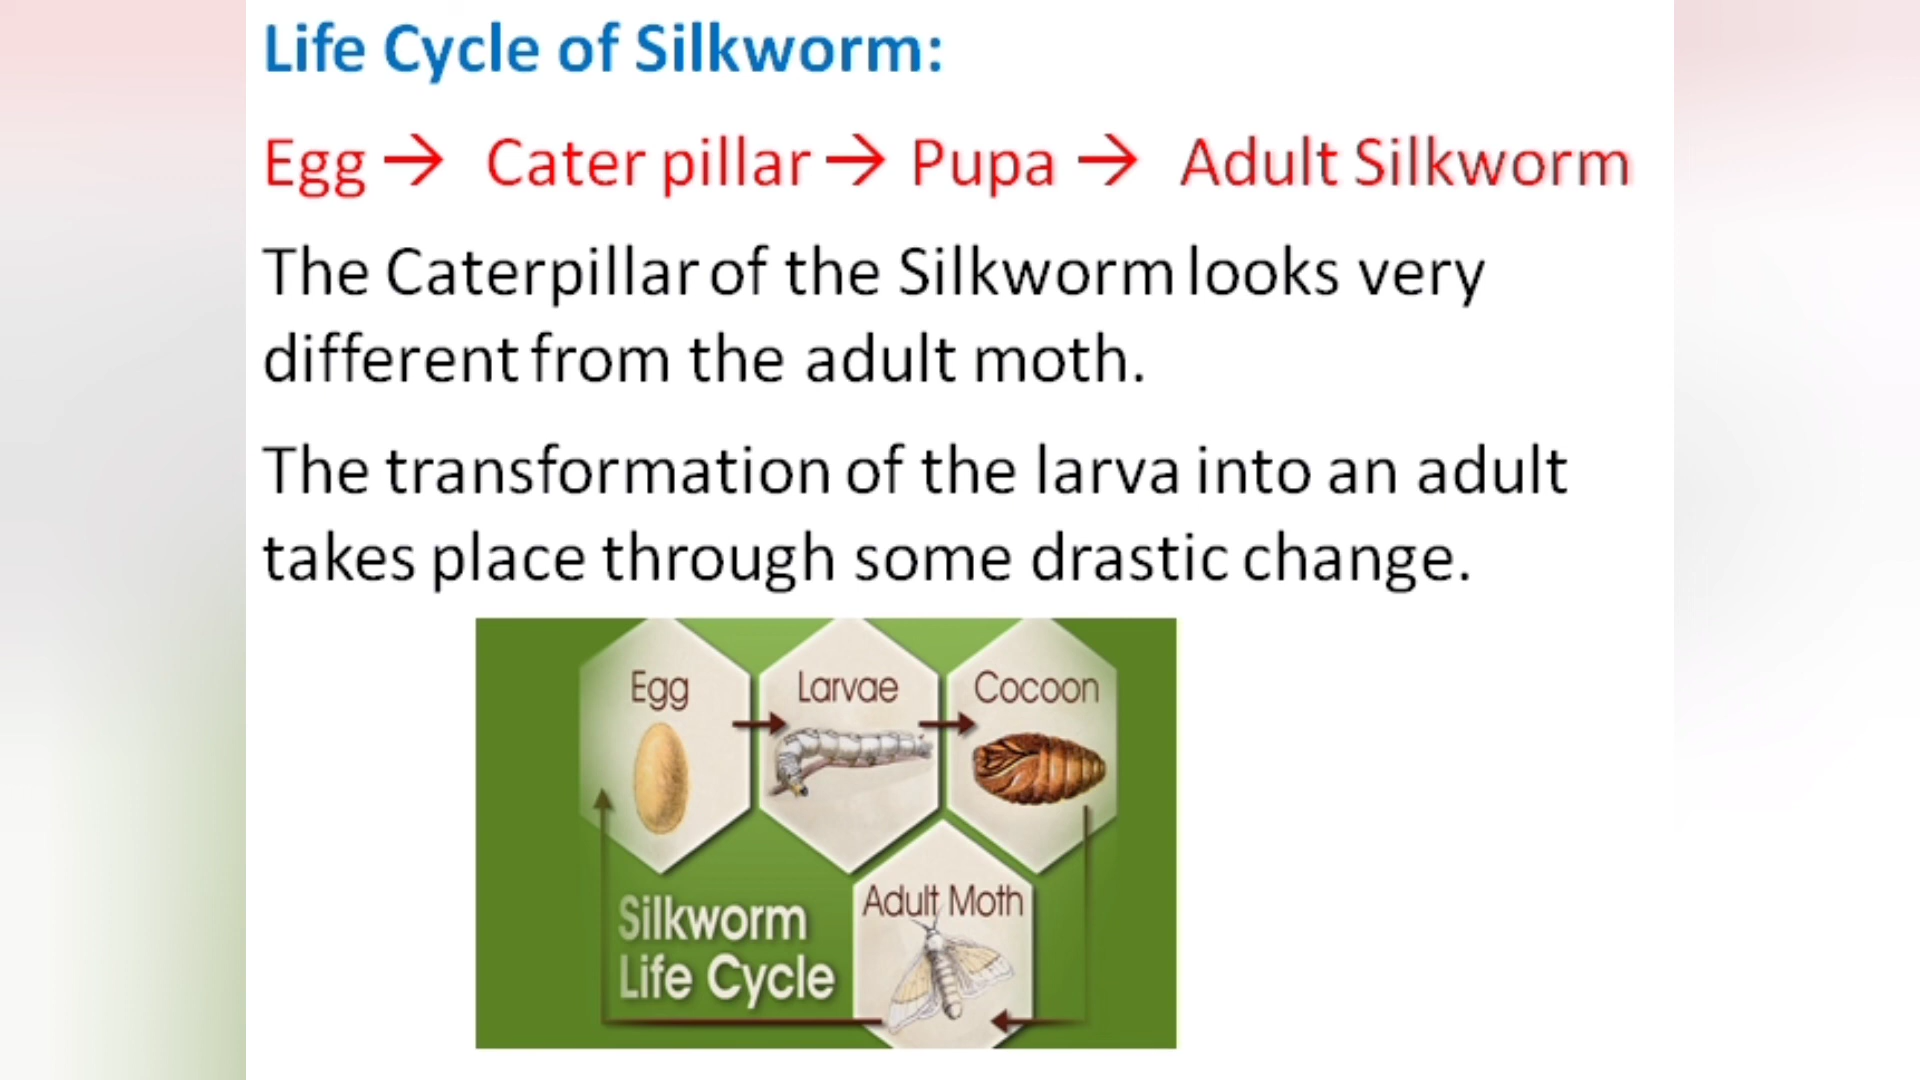 Life Cycle of Silkworm:
Egg → Cater pillar → Pupa → Adult Silkworm
The Caterpillar of the Silkworm looks very
different from the adult moth.
The transformation of the larva into an adult
takes place through some drastic change.
Egg
Larvae
Cocoon
Adult Moth
Silkworm
Life Cycle